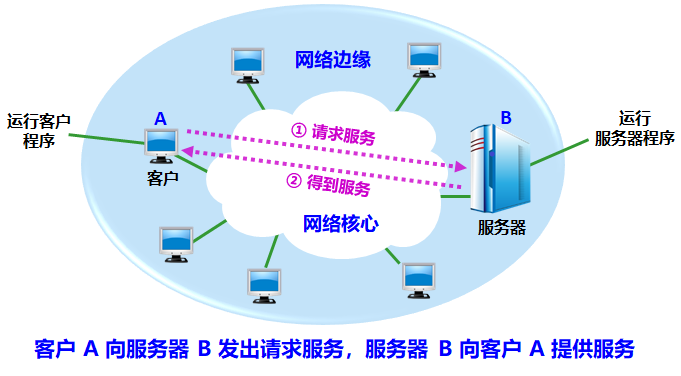 网络边缘
A
B
运行客户
程序
运行
服务器程序
① 请求服务
② 得到服务
客户
网络核心
服务器
客户 A 向服务器 B 发出请求服务，服务器 B 向客户 A 提供服务